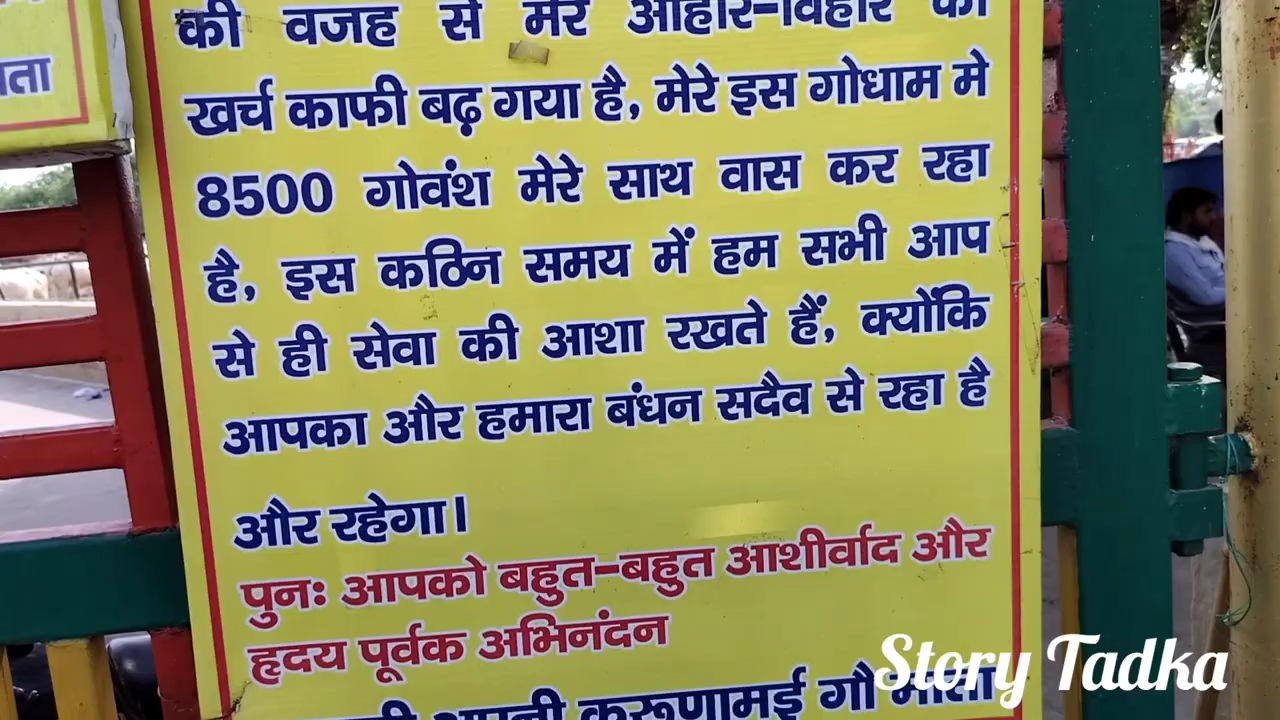 यता
की वजह से मेरे आहार-विहार का
खर्च काफी बढ़ गया है, मेरे इस गोधाम मे
8500 गोवंश मेरे साथ वास कर रहा
है, इस कठिन समय में हम सभी आप
से ही सेवा की आशा रखते हैं, क्योंकि
आपका और हमारा बंधन सदैव से रहा है
और रहेगा।
पुनः आपको बहुत-बहुत आशीर्वाद और
हृदय पूर्वक अभिनंदन
करूणामई गौ माता
Story Tadka